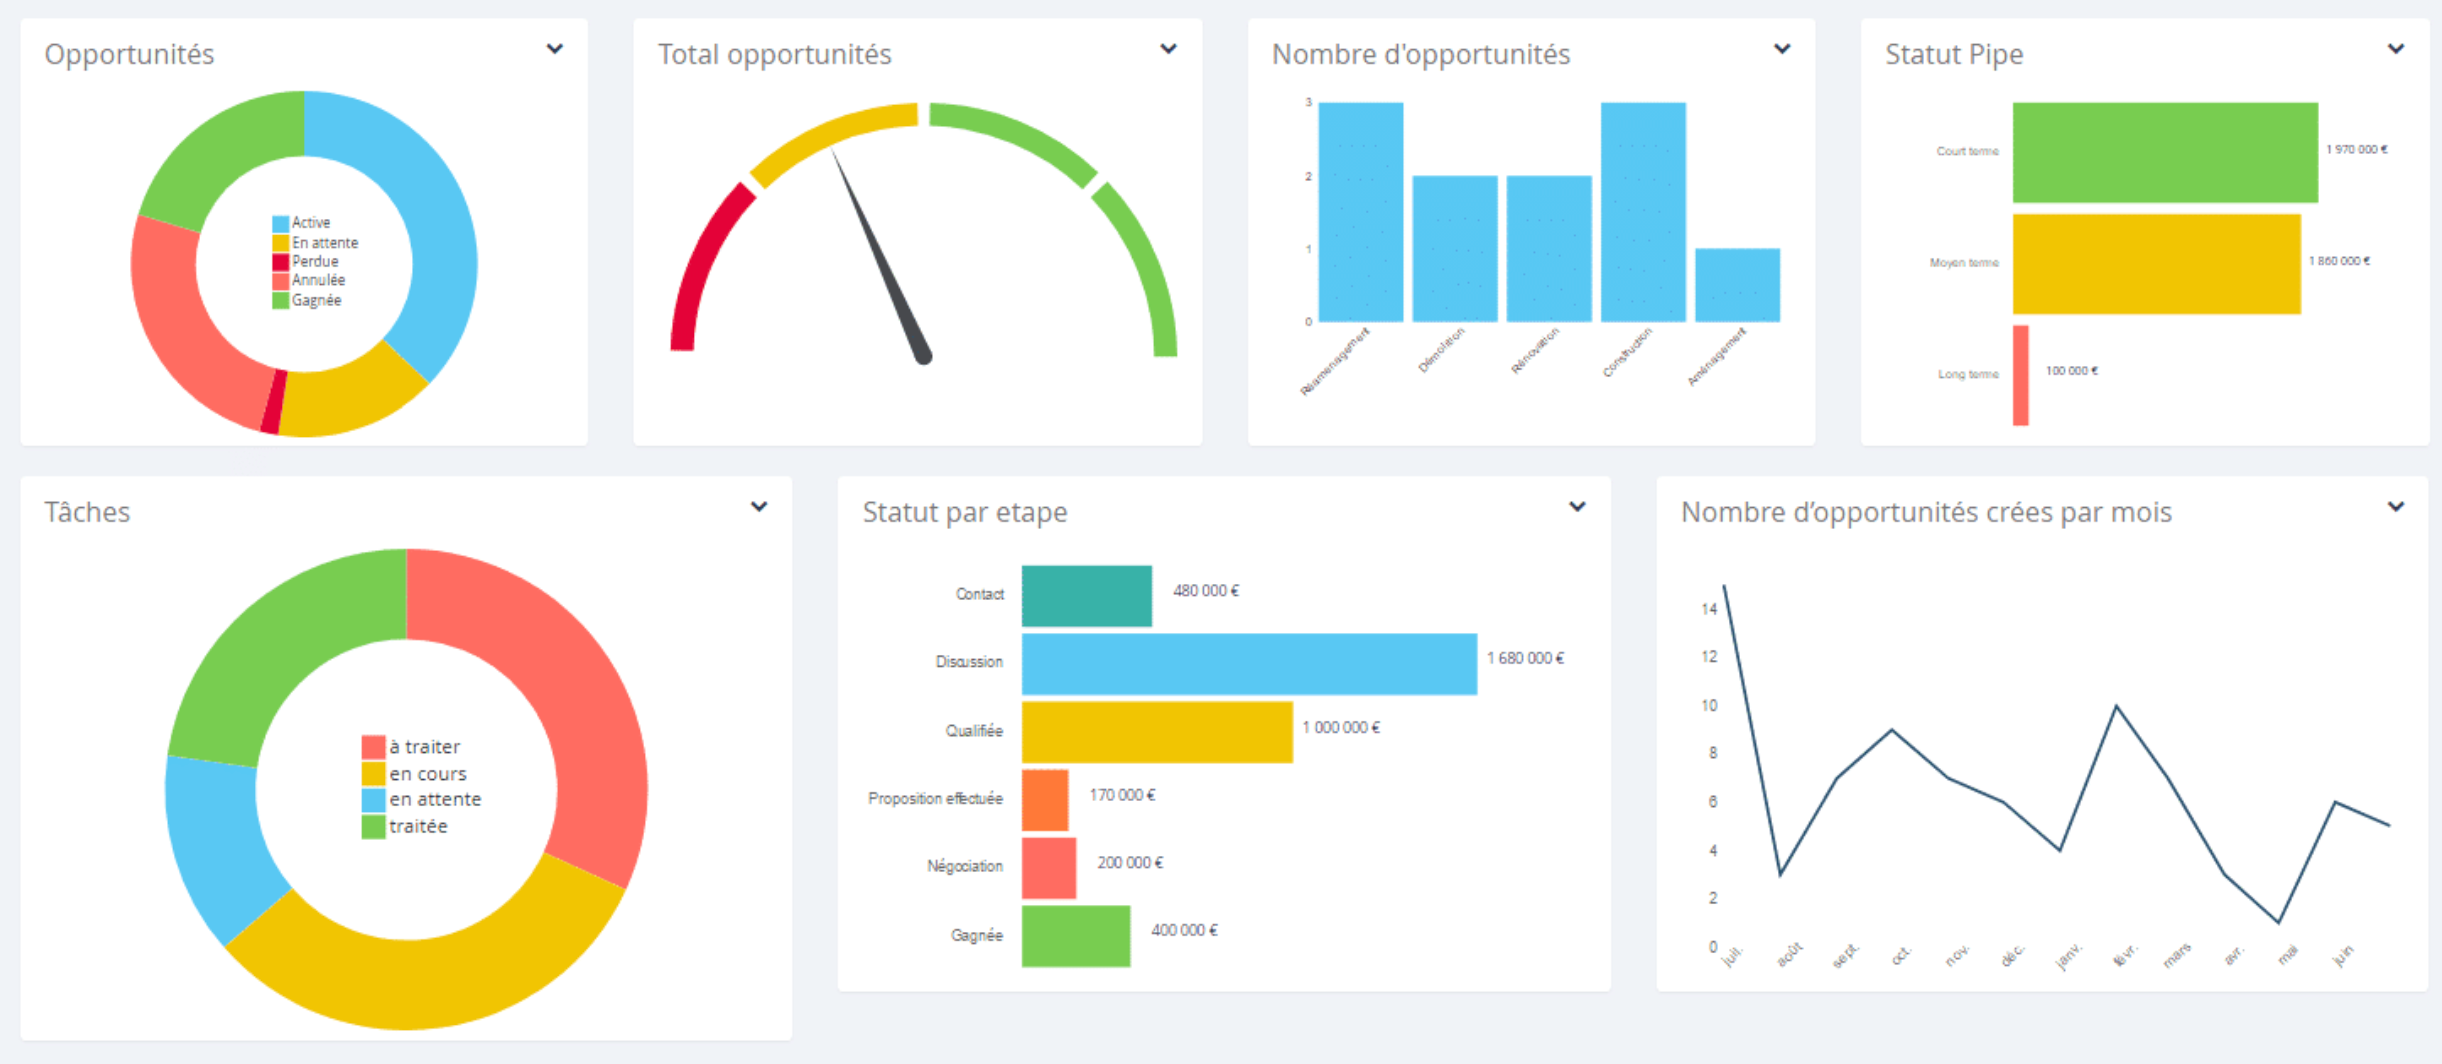 Opportunités
Active
En attente
Perdue
Annulée
Gagnée
Total opportunités
Nombre d'opportunités
3
2
1
0
Réamenagement
Démolition
Rénovation
Construction
Aménagement
Statut Pipe
Court terme
1 970 000 €
Moyen terme
1 860 000 €
Long terme
100 000 €
Tâches
à traiter
en cours
en attente
traitée
Statut par etape
Contact
480 000 €
Discussion
1 680 000 €
Qualifiée
1 000 000 €
Proposition effectuée
170 000 €
Négociation
200 000 €
Gagnée
400 000 €
Nombre d’opportunités crées par mois
14
12
10
8
6
4
2
0
juil.
août
sept.
oct.
nov.
déc.
janv.
févr.
mars
avr.
mai
juin